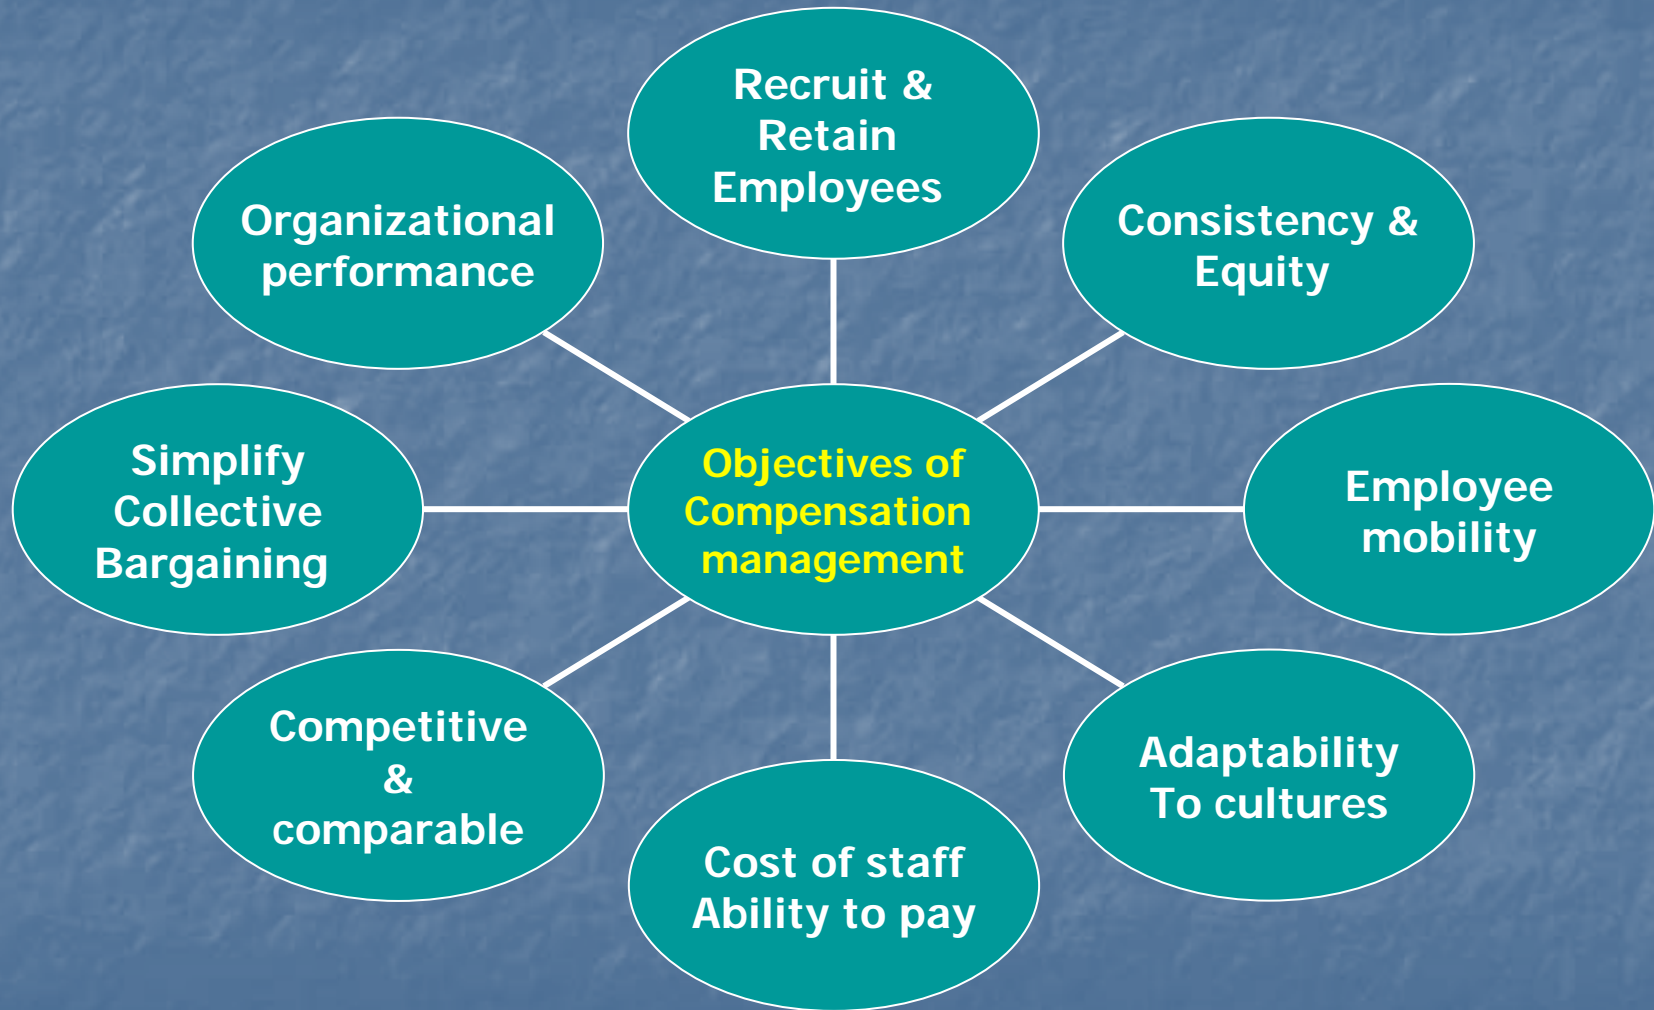 Recruit &
Retain
Employees
Organizational
performance
Consistency &
Equity
Simplify
Collective
Bargaining
Objectives of
Compensation
management
Employee
mobility
Competitive
&
comparable
Adaptability
To cultures
Cost of staff
Ability to pay